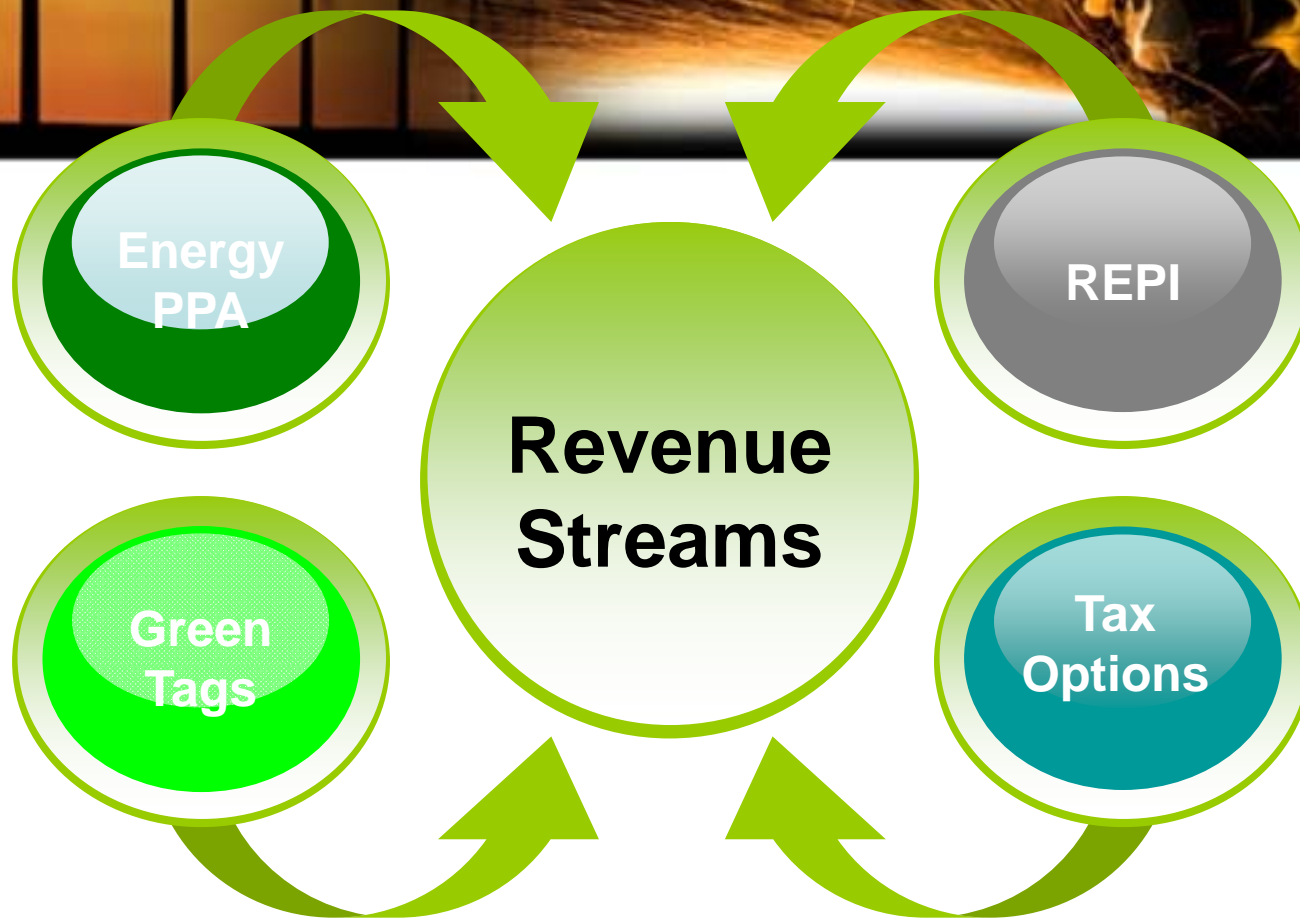 Energy
PPA
REPI
Revenue
Streams
Green
Tags
Tax
Options